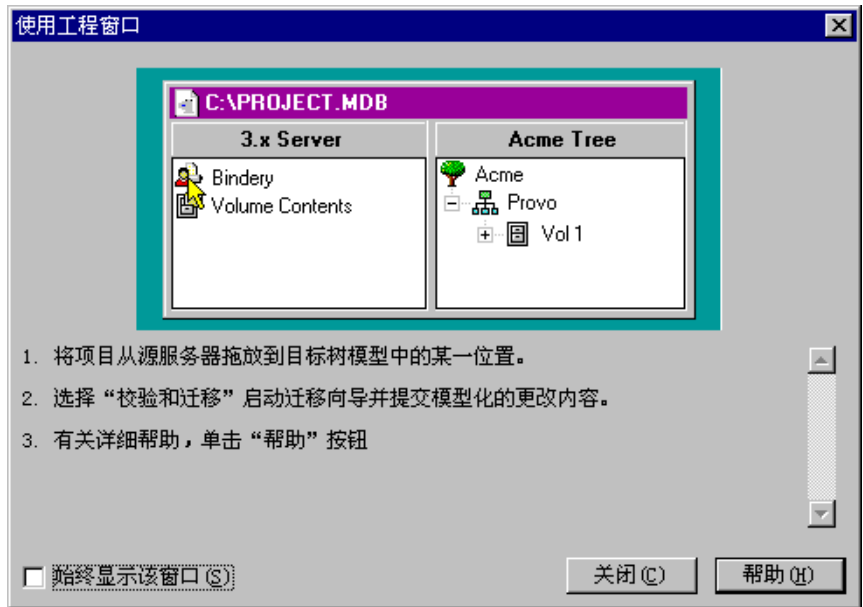 使用工程窗口
C:\PROJECT.MDB
3.x Server
Acme Tree
Bindery
Volume Contents
Acme
Provo
Vol 1
1. 将项目从源服务器拖放到目标树模型中的某一位置。
2. 选择“校验和迁移”启动迁移向导并提交模型化的更改内容。
3. 有关详细帮助，单击“帮助”按钮
始终显示该窗口(S)
关闭(C)
帮助(H)